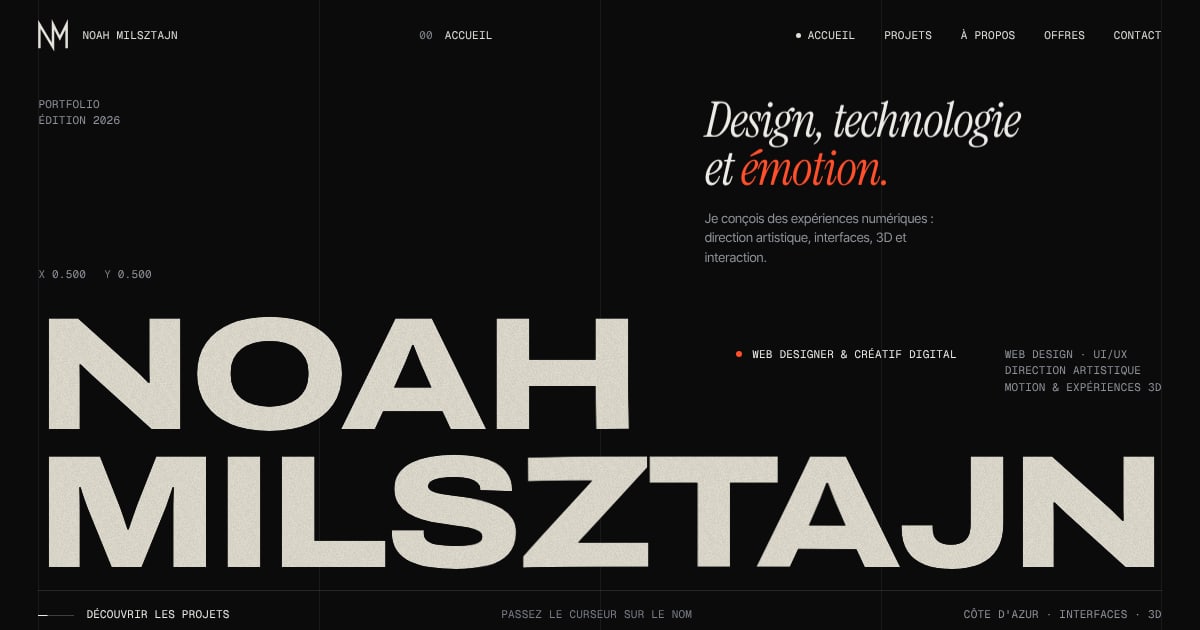 NM NOAH MILSZTAJN
00 ACCUEIL
ACCUEIL PROJETS À PROPOS OFFRES CONTACT
PORTFOLIO
ÉDITION 2026
Design, technologie
et émotion.
Je conçois des expériences numériques :
direction artistique, interfaces, 3D et
interaction.
X 0.500 Y 0.500
NOAH
MILSZTAJN
WEB DESIGNER & CRÉATIF DIGITAL
WEB DESIGN · UI/UX
DIRECTION ARTISTIQUE
MOTION & EXPÉRIENCES 3D
DÉCOUVRIR LES PROJETS
PASSEZ LE CURSEUR SUR LE NOM
CÔTE D'AZUR · INTERFACES · 3D